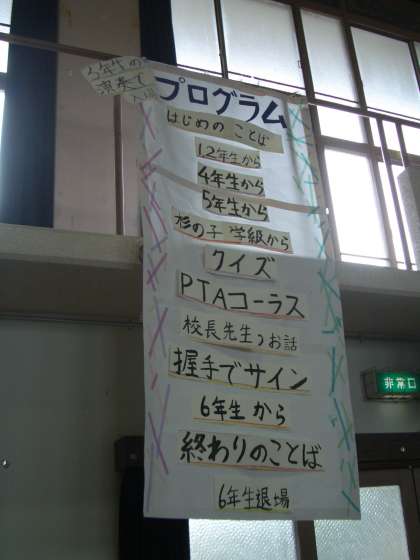 3年生の
演奏で
入場
プログラム
はじめのことば
1,2年生から
4年生から
5年生から
杉の子学級から
クイズ
PTAコーラス
校長先生のお話
握手でサイン
6年生から
終わりのことば
6年生退場
非常口